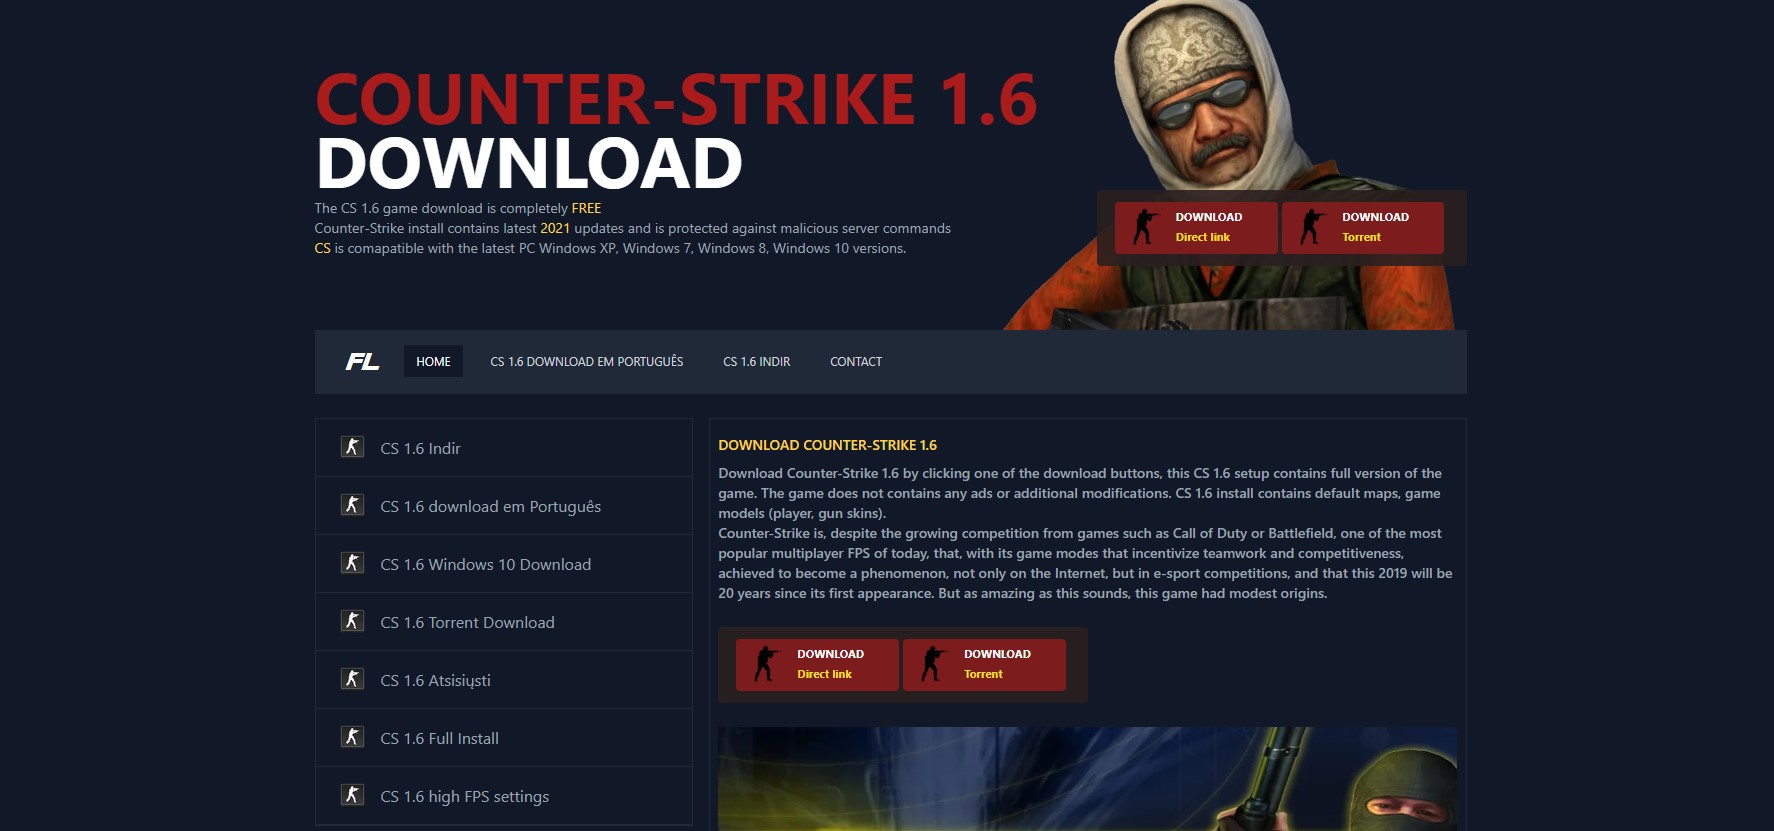 COUNTER-STRIKE 1.6
DOWNLOAD
The CS 1.6 game download is completely FREE
Counter-Strike install contains latest 2021 updates and is protected against malicious server commands
CS is comapatible with the latest PC Windows XP, Windows 7, Windows 8, Windows 10 versions.
DOWNLOAD
Direct link
DOWNLOAD
Torrent
FL
HOME
CS 1.6 DOWNLOAD EM PORTUGUÊS
CS 1.6 INDIR
CONTACT
CS 1.6 Indir
CS 1.6 download em Português
CS 1.6 Windows 10 Download
CS 1.6 Torrent Download
CS 1.6 Atsisiųsti
CS 1.6 Full Install
CS 1.6 high FPS settings
DOWNLOAD COUNTER-STRIKE 1.6
Download Counter-Strike 1.6 by clicking one of the download buttons, this CS 1.6 setup contains full version of the
game. The game does not contains any ads or additional modifications. CS 1.6 install contains default maps, game
models (player, gun skins).
Counter-Strike is, despite the growing competition from games such as Call of Duty or Battlefield, one of the most
popular multiplayer FPS of today, that, with its game modes that incentivize teamwork and competitiveness,
achieved to become a phenomenon, not only on the Internet, but in e-sport competitions, and that this 2019 will be
20 years since its first appearance. But as amazing as this sounds, this game had modest origins.
DOWNLOAD
Direct link
DOWNLOAD
Torrent